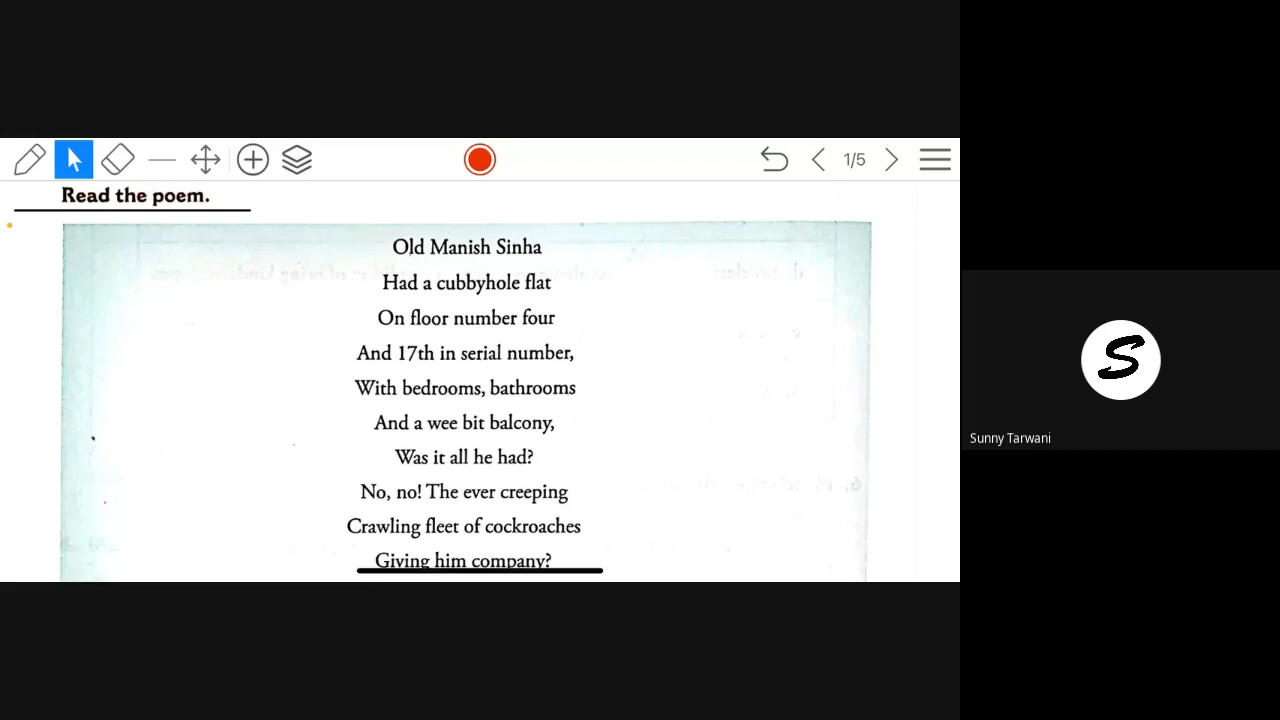 1/5
Read the poem.
Old Manish Sinha
Had a cubbyhole flat
On floor number four
And 17th in serial number,
With bedrooms, bathrooms
And a wee bit balcony,
Was it all he had?
No, no! The ever creeping
Crawling fleet of cockroaches
Giving him company?
S
Sunny Tarwani